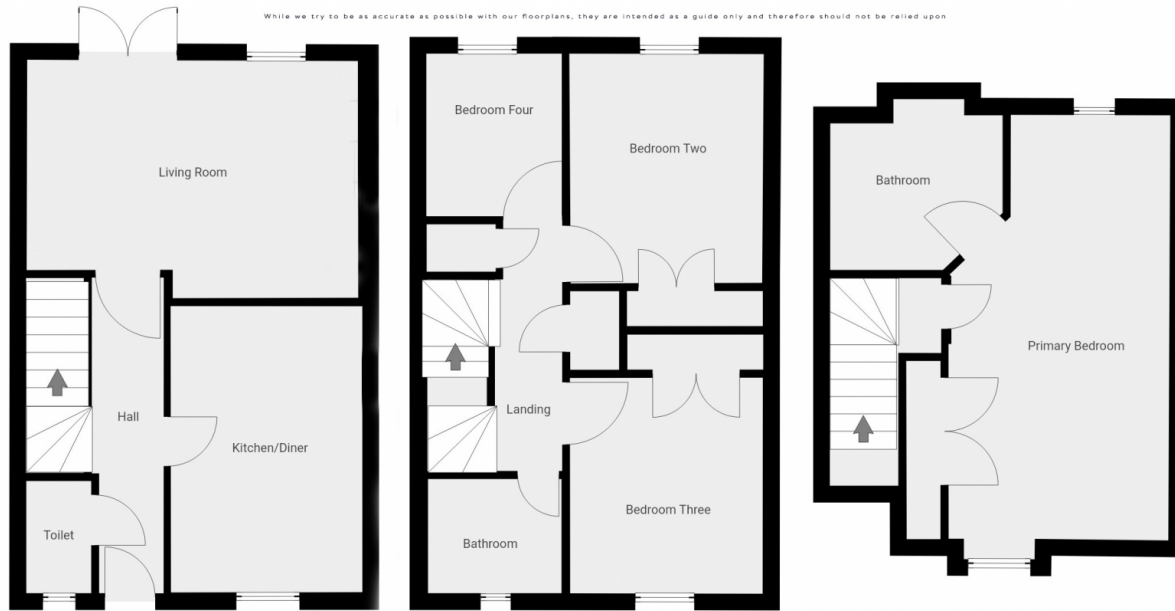 While we try to be as accurate as possible with our floorplans, they are intended as a guide only and therefore should not be relied upon
Living Room
Hall
Kitchen/Diner
Toilet
Bedroom Four
Bedroom Two
Landing
Bedroom Three
Bathroom
Bathroom
Primary Bedroom